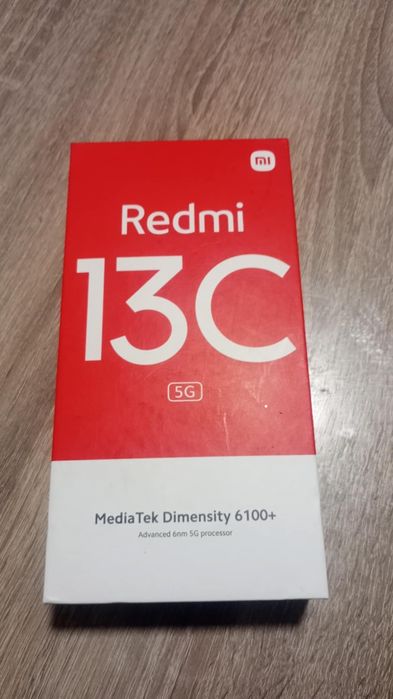 mi
Redmi
13C
5G
MediaTek Dimensity 6100+
Advanced 6nm 5G processor